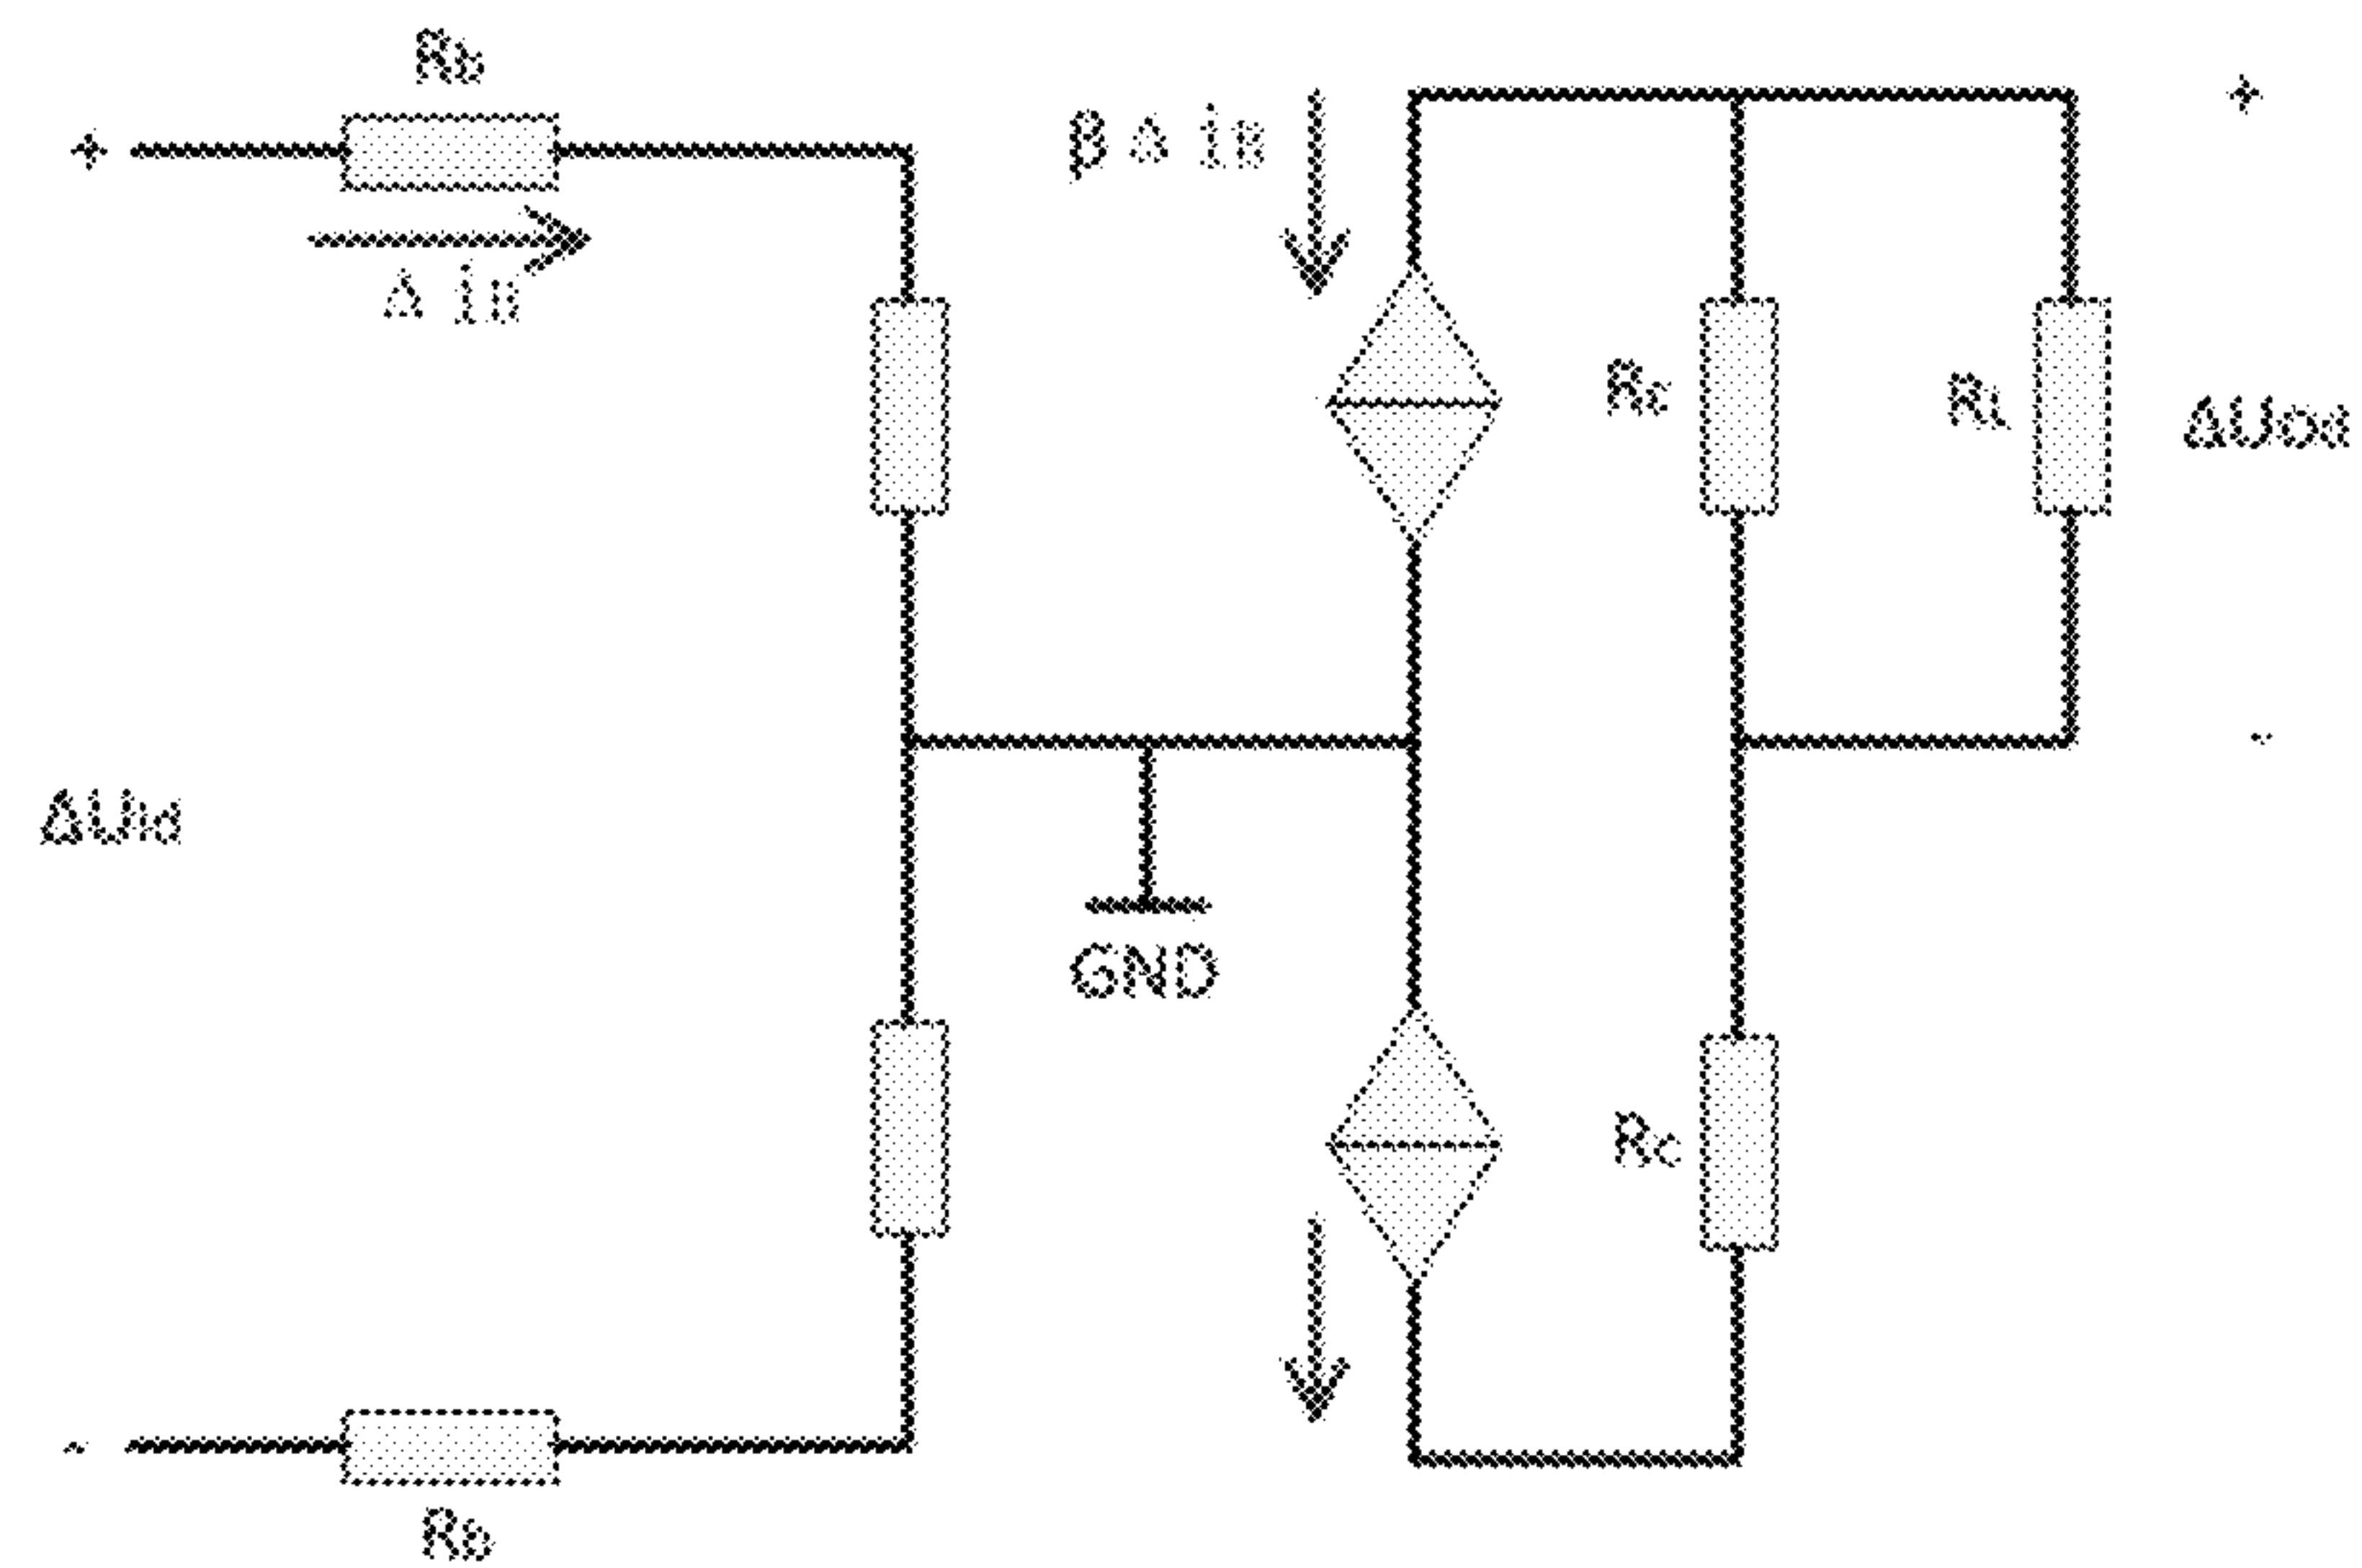 Rb
+
β Δ iB
+
Δ iB
Rc
RL
ΔUod
-
ΔUid
GND
Rc
-
Rb